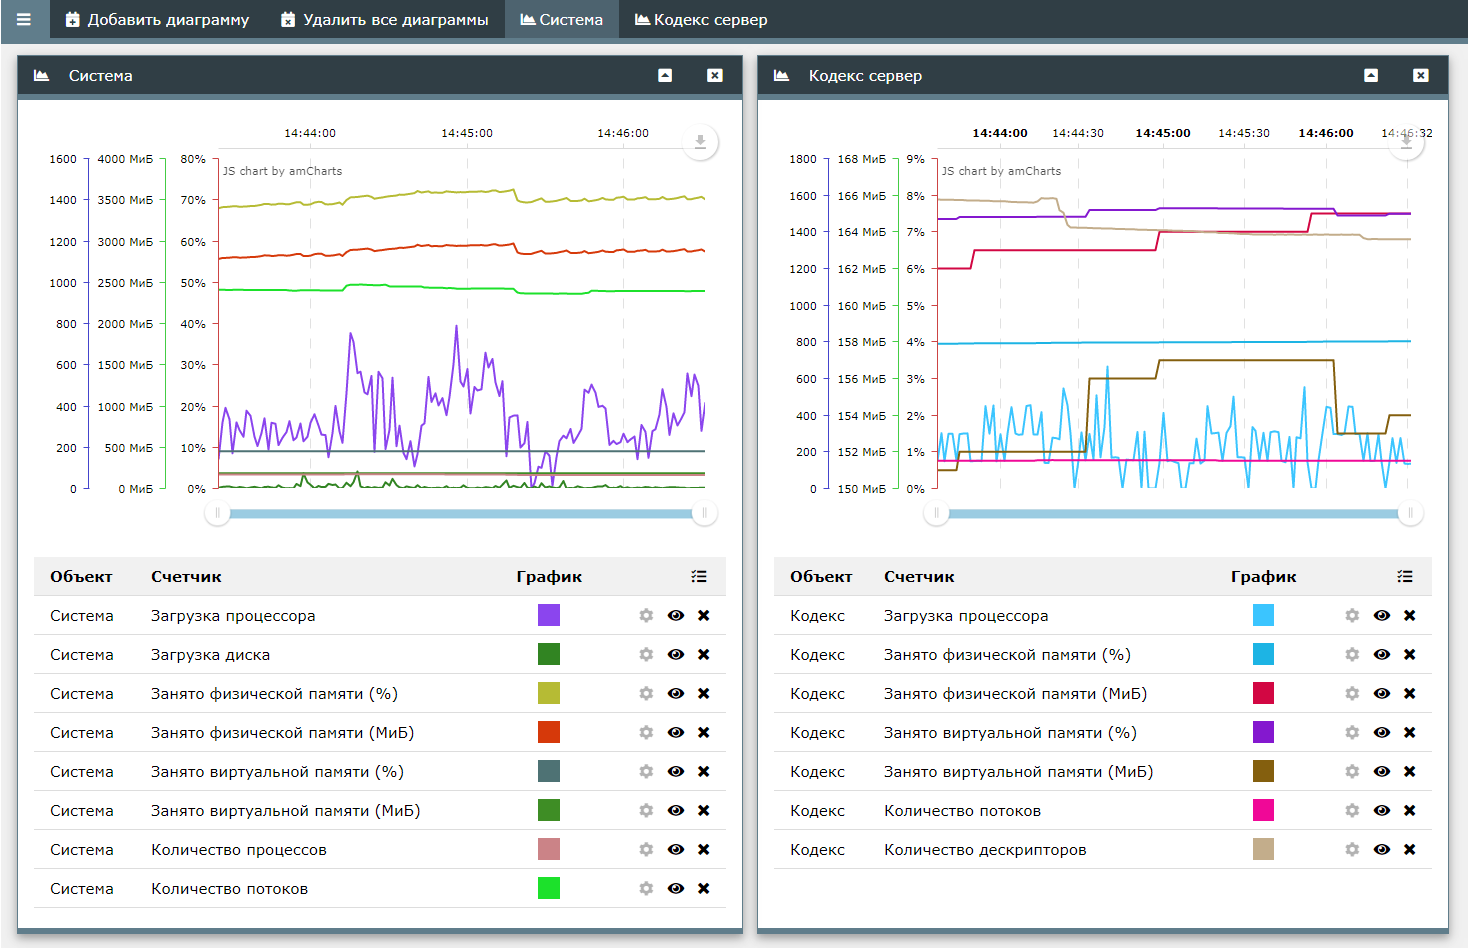 Добавить диаграмму Удалить все диаграммы Система Кодекс сервер
Система
14:44:00 14:45:00 14:46:00
1600 4000 МиБ 80%
JS chart by amCharts
1400 3500 МиБ 70%
1200 3000 МиБ 60%
1000 2500 МиБ 50%
800 2000 МиБ 40%
600 1500 МиБ 30%
400 1000 МиБ 20%
200 500 МиБ 10%
0 0 МиБ 0%
Объект Счетчик График
Система Загрузка процессора
Система Загрузка диска
Система Занято физической памяти (%)
Система Занято физической памяти (МиБ)
Система Занято виртуальной памяти (%)
Система Занято виртуальной памяти (МиБ)
Система Количество процессов
Система Количество потоков
Кодекс сервер
14:44:00 14:44:30 14:45:00 14:45:30 14:46:00 14:46:32
1800 168 МиБ 9%
JS chart by amCharts
1600 166 МиБ 8%
1400 164 МиБ 7%
1200 162 МиБ 6%
1000 160 МиБ 5%
800 158 МиБ 4%
600 156 МиБ 3%
400 154 МиБ 2%
200 152 МиБ 1%
0 150 МиБ 0%
Объект Счетчик График
Кодекс Загрузка процессора
Кодекс Занято физической памяти (%)
Кодекс Занято физической памяти (МиБ)
Кодекс Занято виртуальной памяти (%)
Кодекс Занято виртуальной памяти (МиБ)
Кодекс Количество потоков
Кодекс Количество дескрипторов